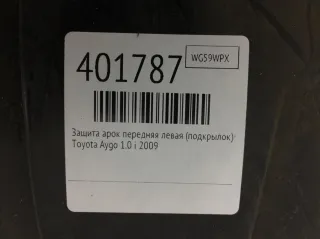 401787
WG59WPX
Защита арок передняя левая (подкрылок)
Toyota Aygo 1.0 i 2009